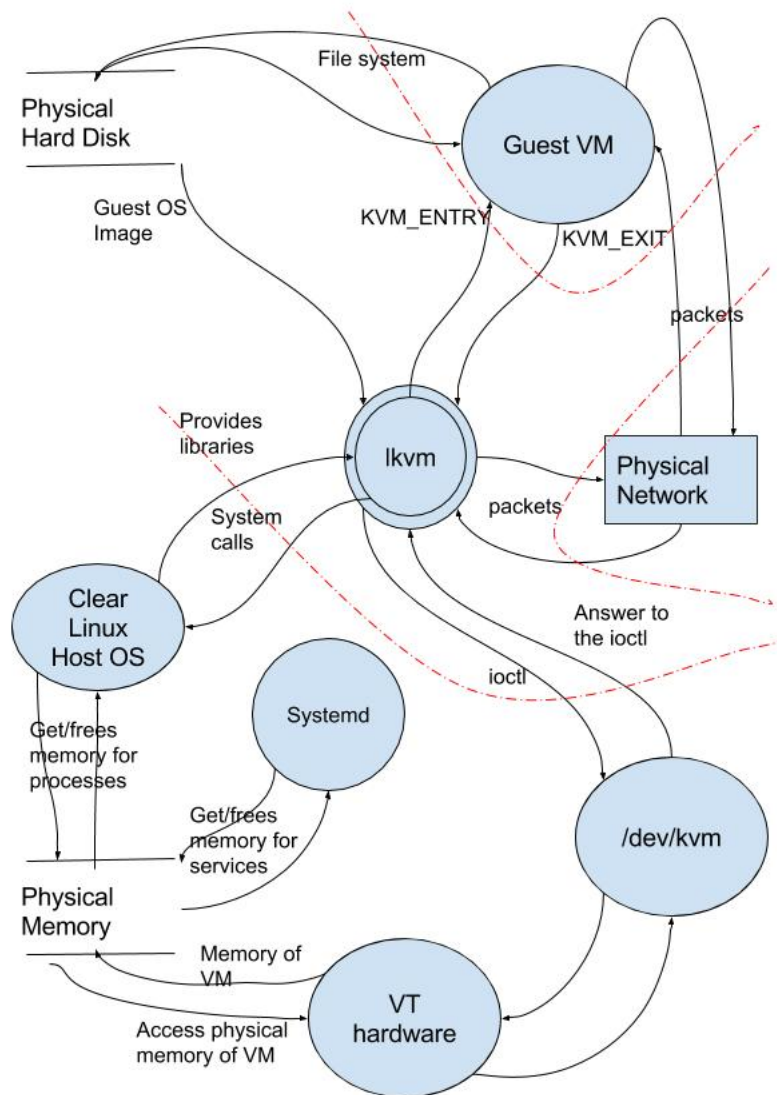 File system
Physical
Hard Disk
Guest VM
Guest OS
Image
KVM_ENTRY
KVM_EXIT
packets
Provides
libraries
lkvm
Physical
Network
packets
System
calls
Clear
Linux
Host OS
Answer to
the ioctl
ioctl
Systemd
Get/frees
memory for
processes
Get/frees
memory for
services
/dev/kvm
Physical
Memory
Memory of
VM
VT
hardware
Access physical
memory of VM